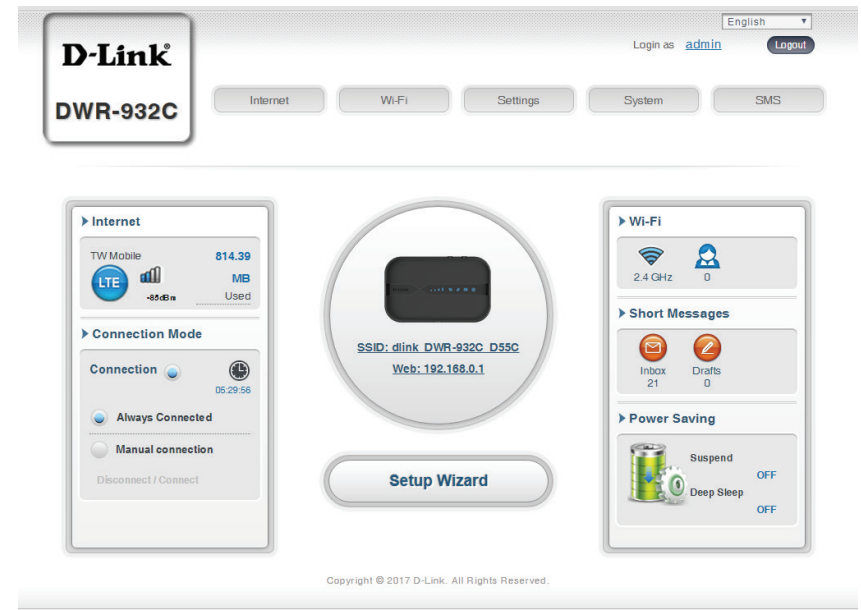 English
Login as admin Logout
D-Link®
DWR-932C
Internet Wi-Fi Settings System SMS
Internet
TW Mobile 814.39
LTE MB
-85dBm Used
Connection Mode
Connection
05:29:56
Always Connected
Manual connection
Disconnect / Connect
D-Link
SSID: dlink_DWR-932C_D55C
Web: 192.168.0.1
Setup Wizard
Wi-Fi
2.4 GHz 0
Short Messages
Inbox Drafts
21 0
Power Saving
Suspend
OFF
Deep Sleep
OFF
Copyright © 2017 D-Link. All Rights Reserved.